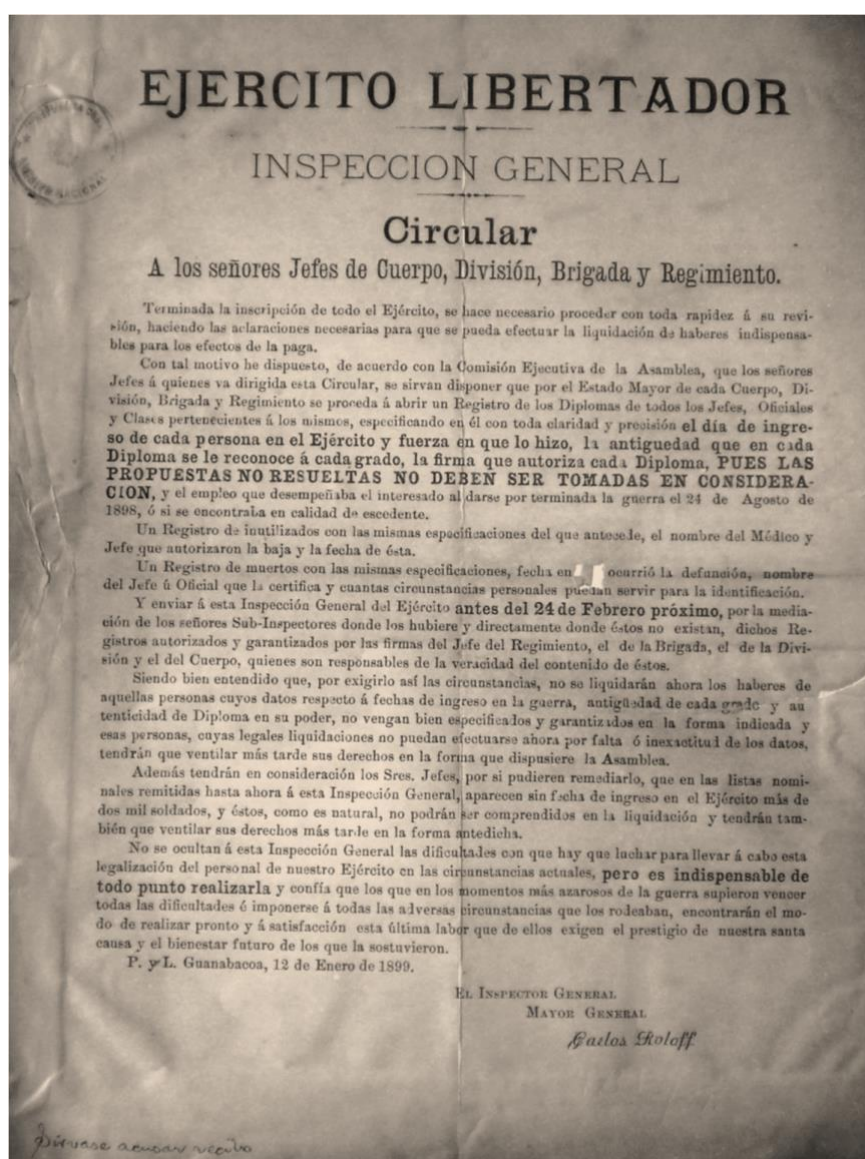 EJERCITO LIBERTADOR
INSPECCION GENERAL
Circular
A los señores Jefes de Cuerpo, División, Brigada y Regimiento.
Terminada la inscripción de todo el Ejército, se hace necesario proceder con toda rapidez á su revi-
sión, haciendo las aclaraciones necesarias para que se pueda efectuar la liquidación de haberes indispensa-
bles para los efectos de la paga.
Con tal motivo he dispuesto, de acuerdo con la Comisión Ejecutiva de la Asamblea, que los señores
Jefes á quienes va dirigida esta Circular, se sirvan disponer que por el Estado Mayor de cada Cuerpo, Di-
visión, Brigada y Regimiento se proceda á abrir un Registro de los Diplomas de todos los Jefes, Oficiales
y Clases pertenecientes á los mismos, especificando en él con toda claridad y precisión el día de ingre-
so de cada persona en el Ejército y fuerza en que lo hizo, la antiguedad que en cada
Diploma se le reconoce á cada grado, la firma que autoriza cada Diploma, PUES LAS
PROPUESTAS NO RESUELTAS NO DEBEN SER TOMADAS EN CONSIDERA-
CION, y el empleo que desempeñaba el interesado al darse por terminada la guerra el 24 de Agosto de
1898, ó si se encontraba en calidad de escedente.
Un Registro de inutilizados con las mismas especificaciones del que antecede, el nombre del Médico y
Jefe que autorizaron la baja y la fecha de ésta.
Un Registro de muertos con las mismas especificaciones, fecha en ocurrió la defunción, nombre
del Jefe ú Oficial que la certifica y cuantas circunstancias personales puedan servir para la identificación.
Y enviar á esta Inspección General del Ejército antes del 24 de Febrero próximo, por la media-
ción de los señores Sub-Inspectores donde los hubiere y directamente donde éstos no existan, dichos Re-
gistros autorizados y garantizados por las firmas del Jefe del Regimiento, el de la Brigada, el de la Divi-
sión y el del Cuerpo, quienes son responsables de la veracidad del contenido de éstos.
Siendo bien entendido que, por exigirlo así las circunstancias, no se liquidarán ahora los haberes de
aquellas personas cuyos datos respecto á fechas de ingreso en la guerra, antigüedad de cada grado y au
tenticidad de Diploma en su poder, no vengan bien especificados y garantizados en la forma indicada y
esas personas, cuyas legales liquidaciones no puedan efectuarse ahora por falta ó inexactitud de los datos,
tendrán que ventilar más tarde sus derechos en la forma que dispusiere la Asamblea.
Además tendrán en consideración los Sres. Jefes, por si pudieren remediarlo, que en las listas nomi-
nales remitidas hasta ahora á esta Inspección General, aparecen sin fecha de ingreso en el Ejército más de
dos mil soldados, y éstos, como es natural, no podrán ser comprendidos en la liquidación y tendrán tam-
bién que ventilar sus derechos más tarde en la forma antedicha.
No se ocultan á esta Inspección General las dificultades con que hay que luchar para llevar á cabo esta
legalización del personal de nuestro Ejército en las circunstancias actuales, pero es indispensable de
todo punto realizarla y confía que los que en los momentos más azarosos de la guerra supieron vencer
todas las dificultades é imponerse á todas las adversas circunstancias que los rodeaban, encontrarán el mo-
do de realizar pronto y á satisfacción esta última labor que de ellos exigen el prestigio de nuestra santa
causa y el bienestar futuro de los que la sostuvieron.
P. y L. Guanabacoa, 12 de Enero de 1899.
EL INSPECTOR GENERAL
MAYOR GENERAL
Carlos Roloff
Sírvase acusar recibo